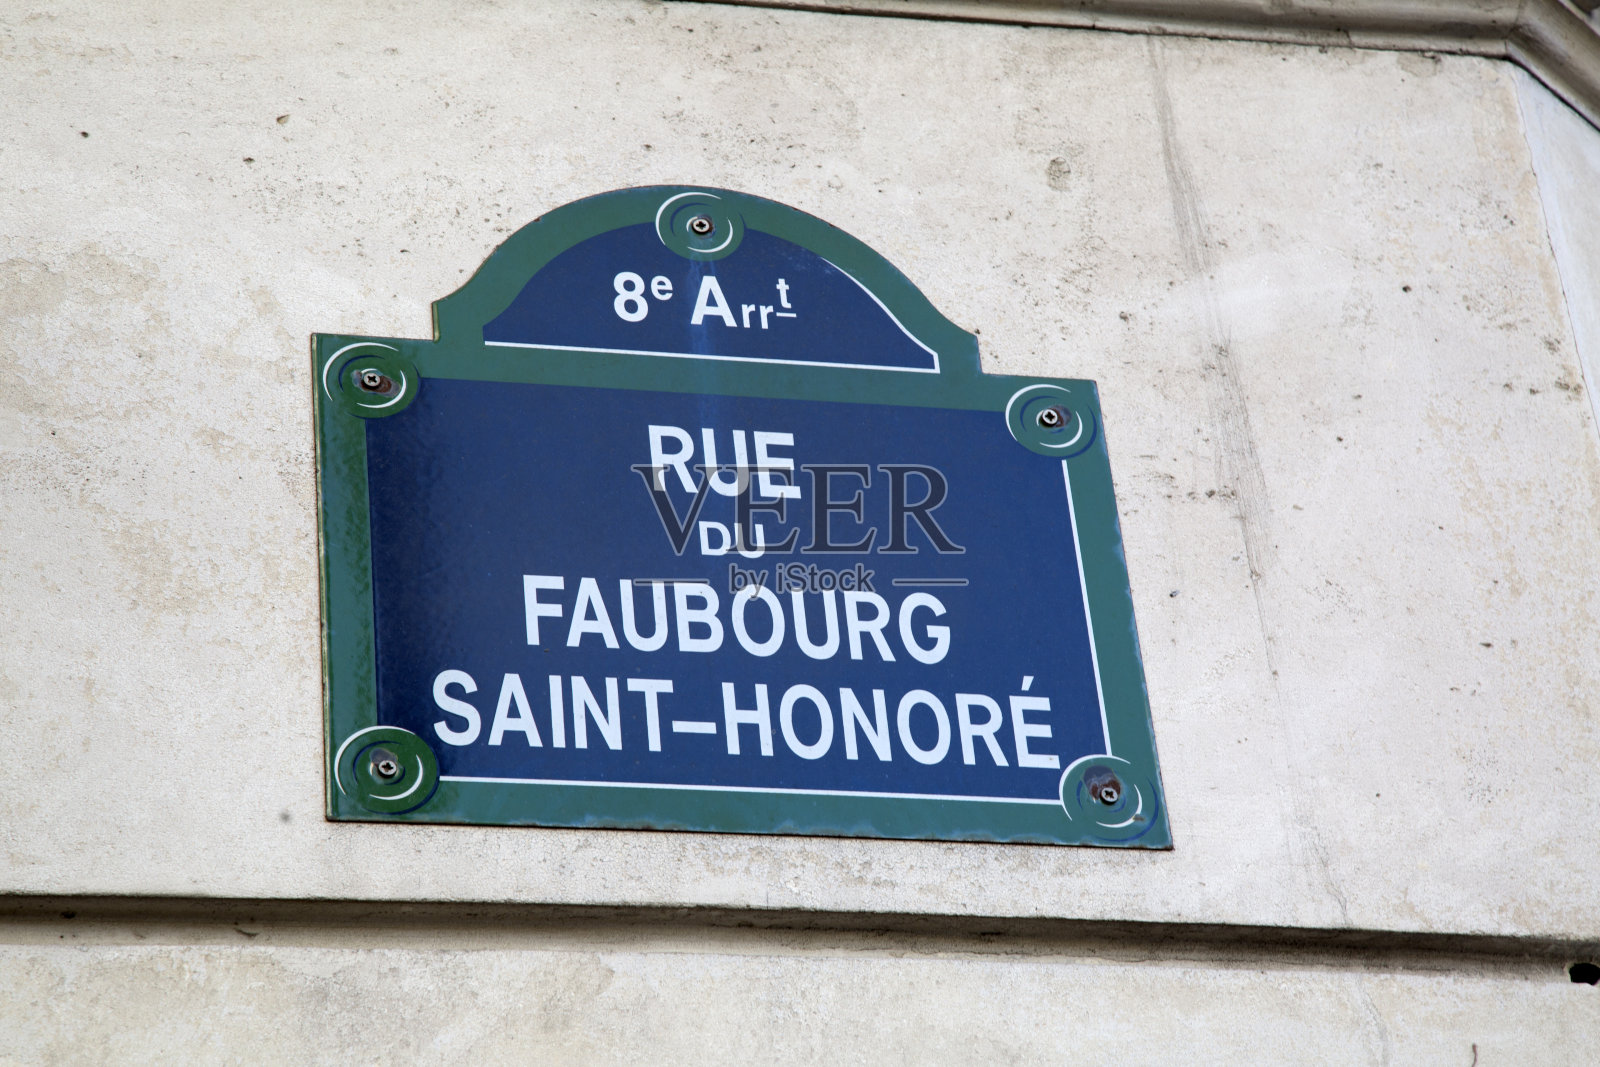 8e Arrt
RUE
DU
FAUBOURG
SAINT-HONORÉ
VEER
by iStock